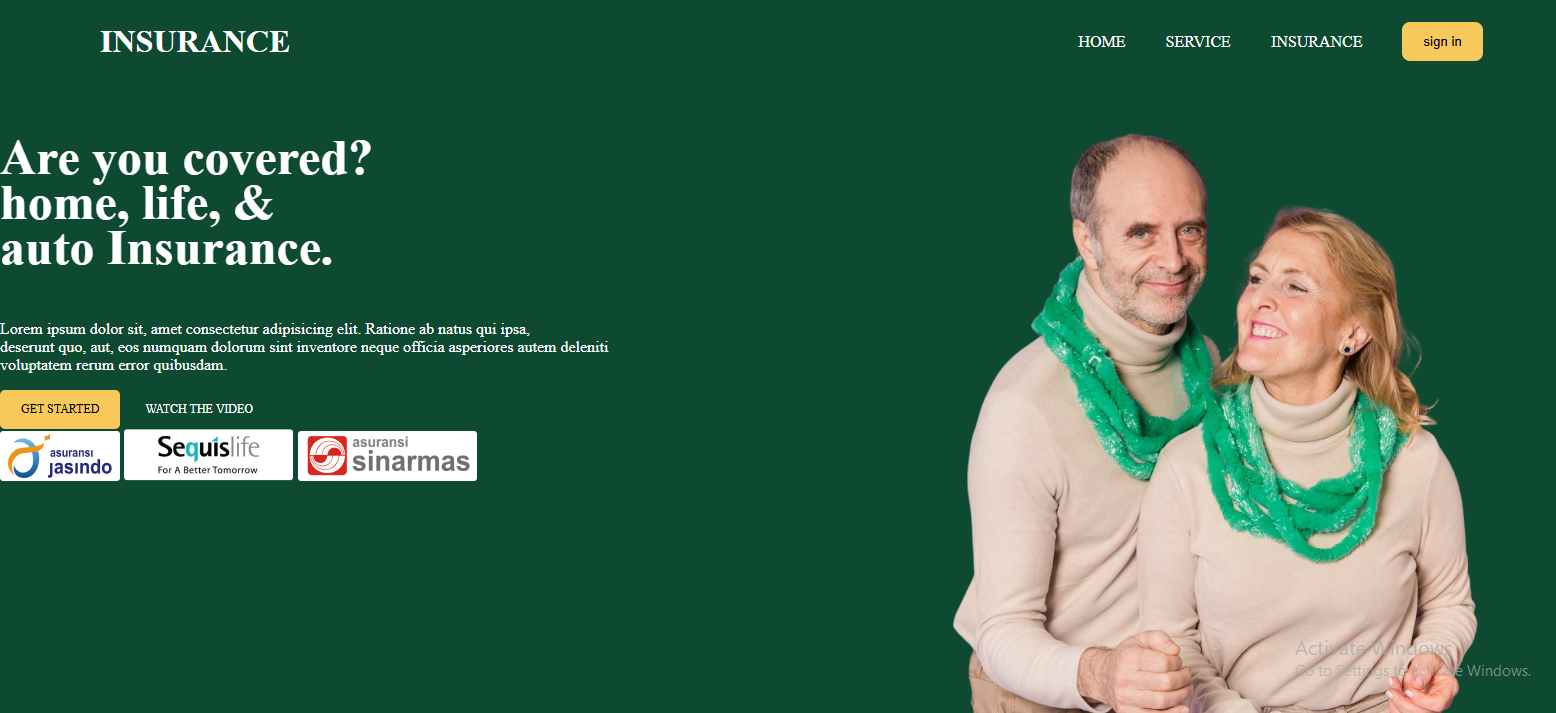 INSURANCE
HOME SERVICE INSURANCE sign in
Are you covered?
home, life, &
auto Insurance.
Lorem ipsum dolor sit, amet consectetur adipisicing elit. Ratione ab natus qui ipsa,
deserunt quo, aut, eos numquam dolorum sint inventore neque officia asperiores autem deleniti
voluptatem rerum error quibusdam.
GET STARTED WATCH THE VIDEO
asuransi
jasindo
Sequislife
For A Better Tomorrow
asuransi
sinarmas
Activate Windows
Go to Settings to activate Windows.